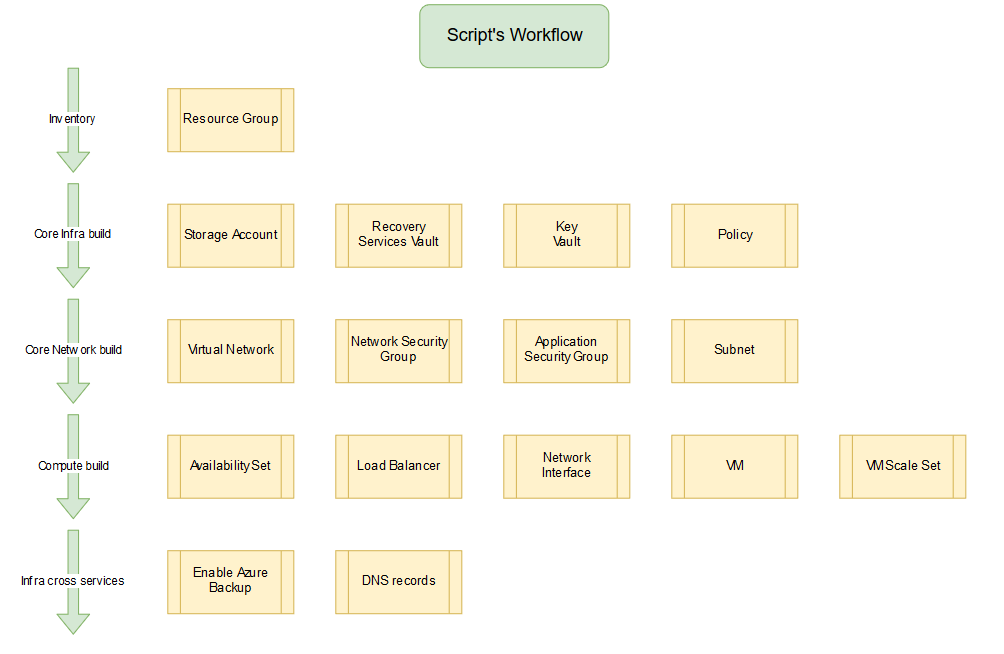 Script's Workflow
Inventory
Resource Group
Core Infra build
Storage Account
Recovery
Services Vault
Key
Vault
Policy
Core Network build
Virtual Network
Network Security
Group
Application
Security Group
Subnet
Compute build
Availability Set
Load Balancer
Network
Interface
VM
VM Scale Set
Infra cross services
Enable Azure
Backup
DNS records